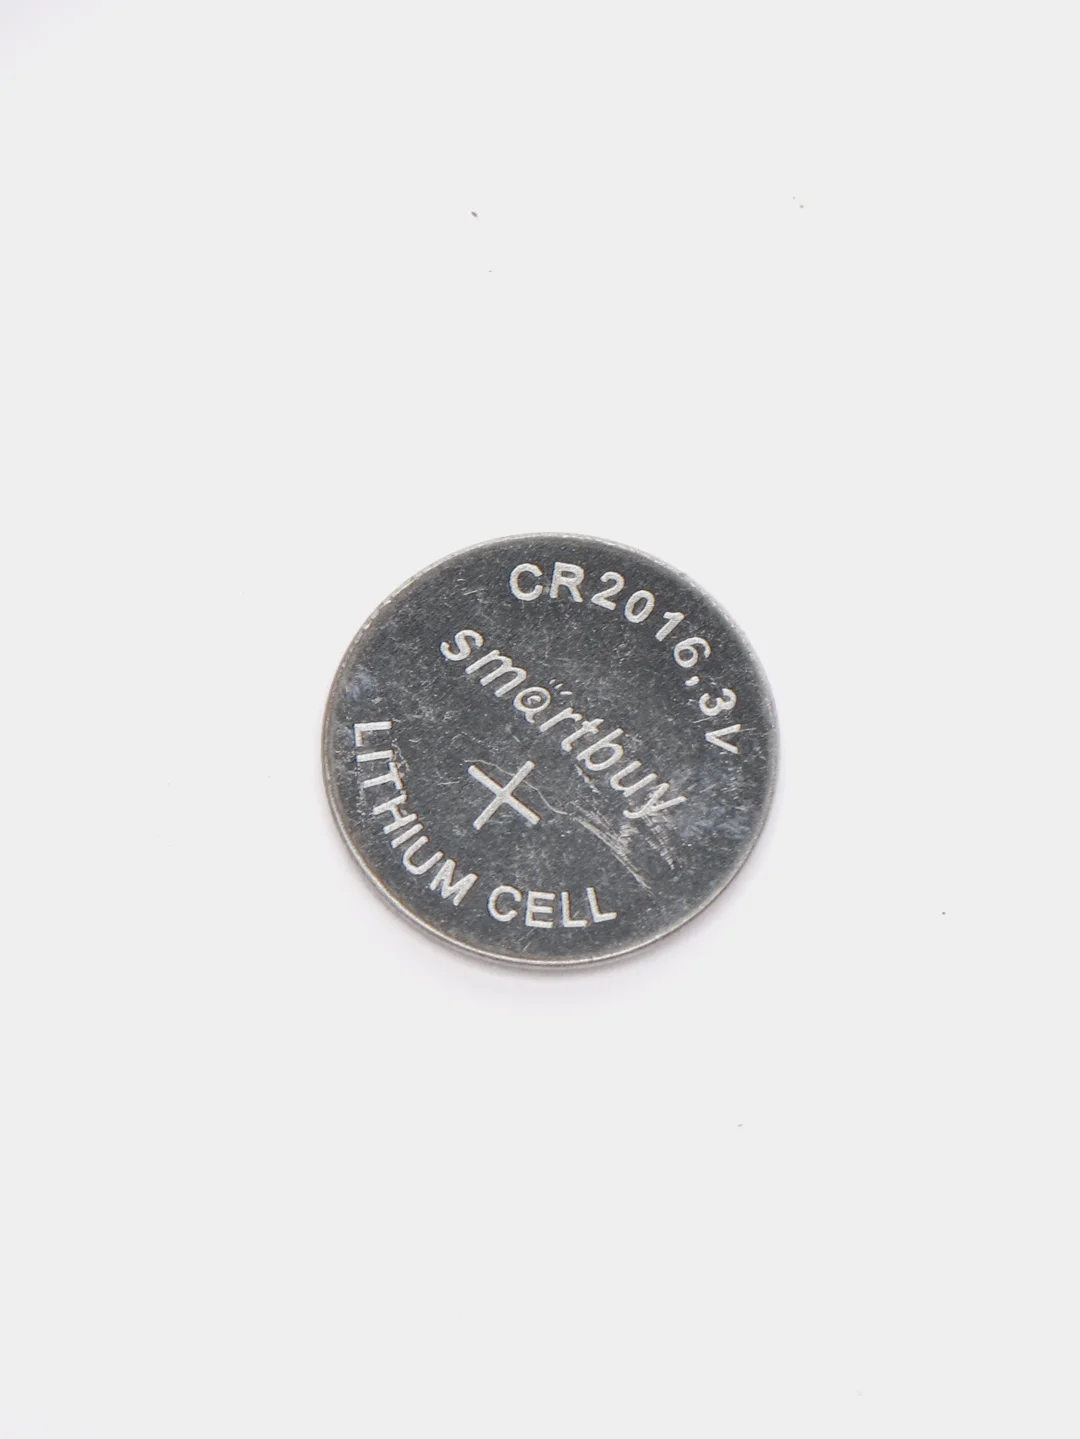 CR2016,3V
smartbuy
+
LITHIUM CELL